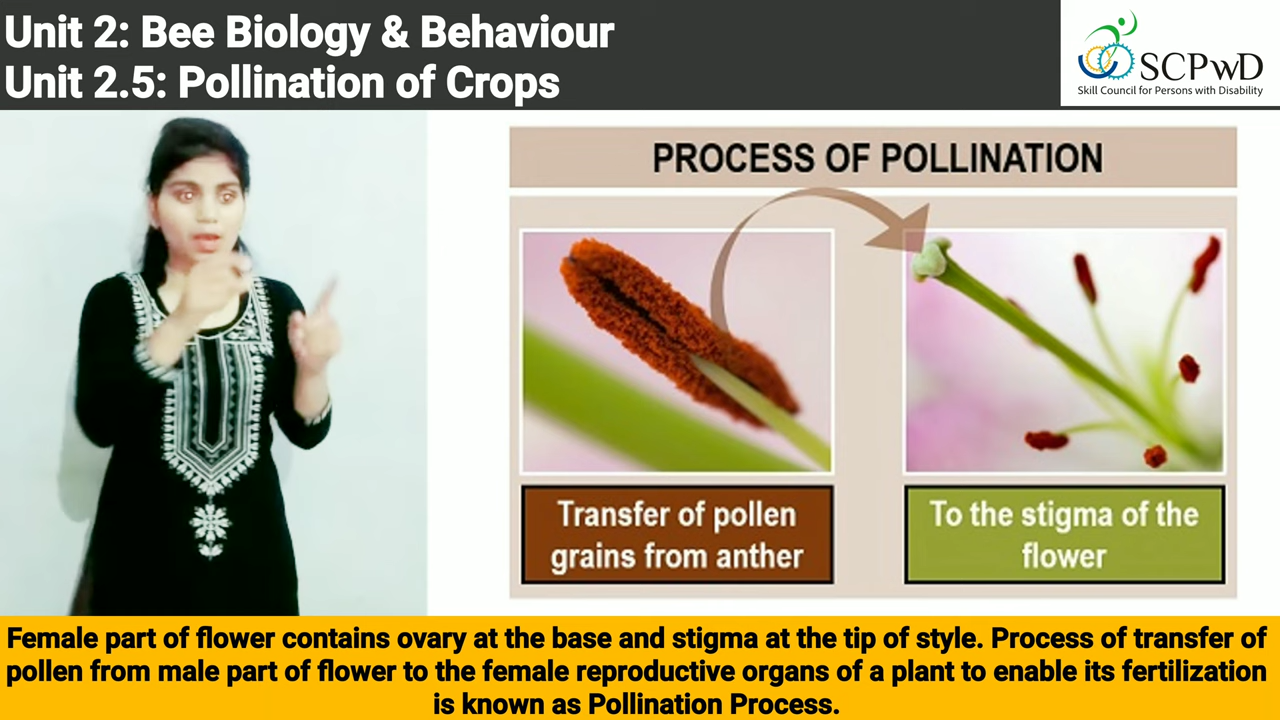 Unit 2: Bee Biology & Behaviour
Unit 2.5: Pollination of Crops
SCPwD
Skill Council for Persons with Disability
PROCESS OF POLLINATION
Transfer of pollen
grains from anther
To the stigma of the
flower
Female part of flower contains ovary at the base and stigma at the tip of style. Process of transfer of
pollen from male part of flower to the female reproductive organs of a plant to enable its fertilization
is known as Pollination Process.